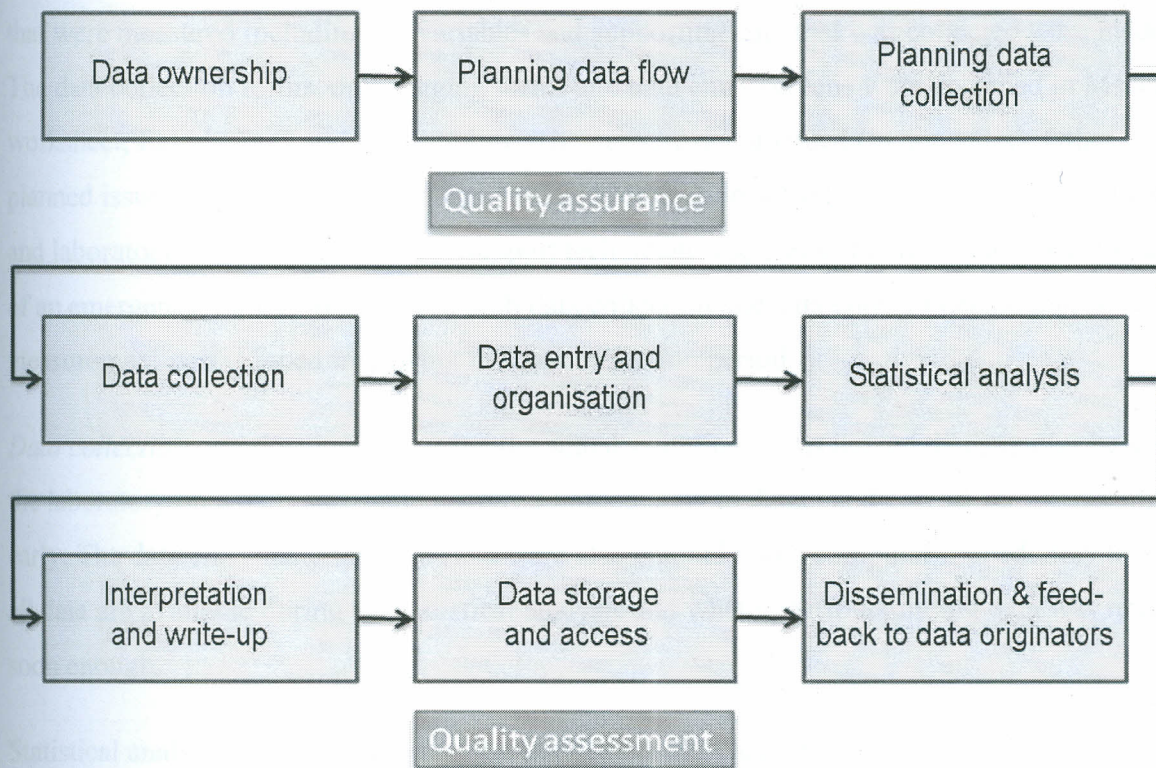 Data ownership
Planning data flow
Planning data
collection
Quality assurance
Data collection
Data entry and
organisation
Statistical analysis
Interpretation
and write-up
Data storage
and access
Dissemination & feed-
back to data originators
Quality assessment